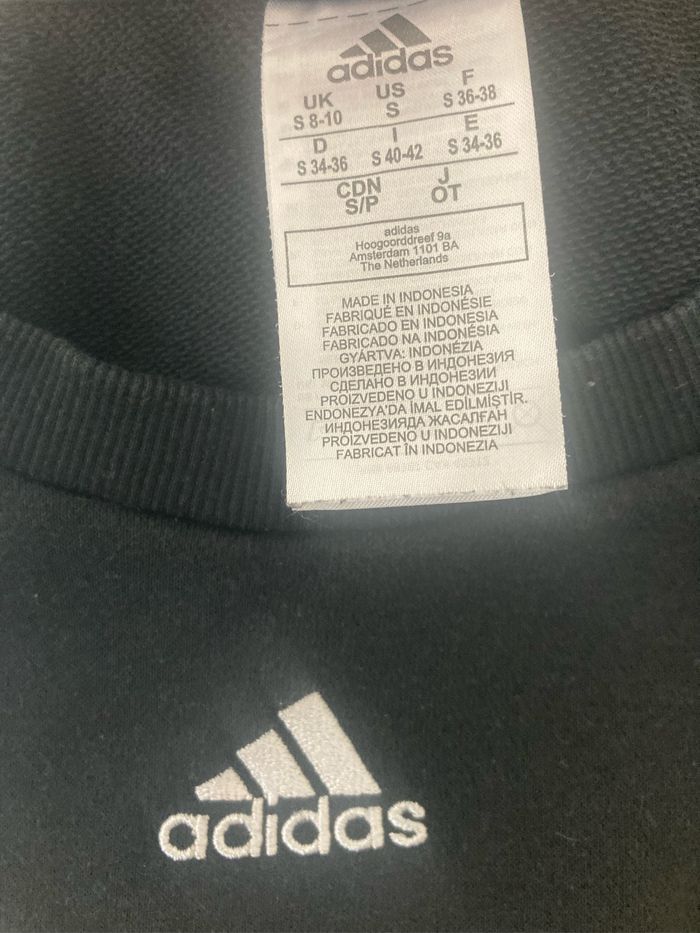 adidas
UK US F
S 8-10 S S 36-38
D I E
S 34-36 S 40-42 S 34-36
CDN J
S/P OT
adidas
Hoogoorddreef 9a
Amsterdam 1101 BA
The Netherlands
MADE IN INDONESIA
FABRIQUÉ EN INDONÉSIE
FABRICADO EN INDONESIA
FABRICADO NA INDONÉSIA
GYÁRTVA: INDONÉZIA
ПРОИЗВЕДЕНО В ИНДОНЕЗИЯ
СДЕЛАНО В ИНДОНЕЗИИ
PROIZVEDENO U INDONEZIJI
ENDONEZYA'DA İMAL EDİLMİŞTİR.
ИНДОНЕЗИЯДА ЖАСАЛҒАН
PROIZVEDENO U INDONEZIJI
FABRICAT ÎN INDONEZIA
adidas